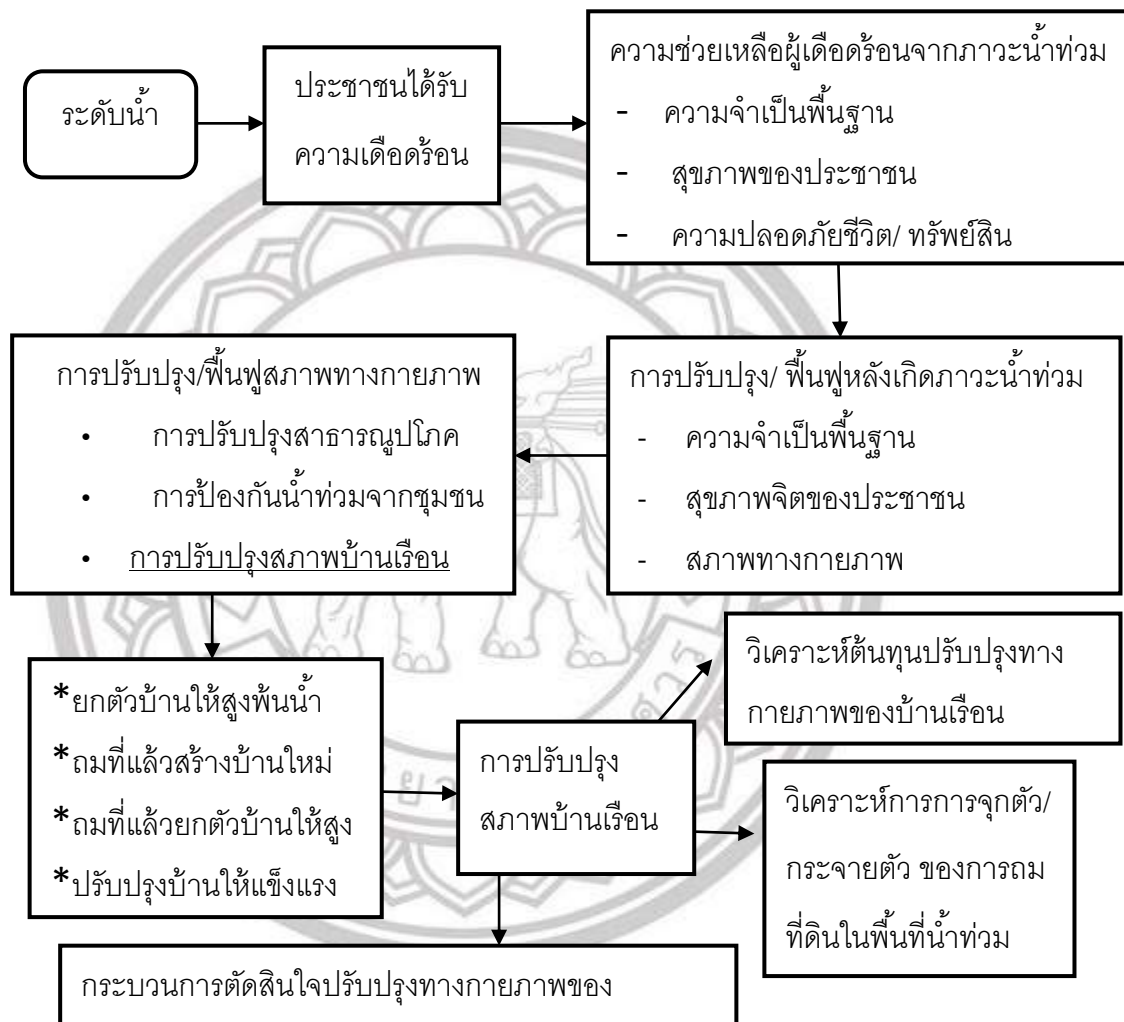 ระดับน้ำ
ประชาชนได้รับ
ความเดือดร้อน
ความช่วยเหลือผู้เดือดร้อนจากภาวะน้ำท่วม
- ความจำเป็นพื้นฐาน
- สุขภาพของประชาชน
- ความปลอดภัยชีวิต/ ทรัพย์สิน
การปรับปรุง/ ฟื้นฟูหลังเกิดภาวะน้ำท่วม
- ความจำเป็นพื้นฐาน
- สุขภาพจิตของประชาชน
- สภาพทางกายภาพ
การปรับปรุง/ฟื้นฟูสภาพทางกายภาพ
• การปรับปรุงสาธารณูปโภค
• การป้องกันน้ำท่วมจากชุมชน
• การปรับปรุงสภาพบ้านเรือน
*ยกตัวบ้านให้สูงพ้นน้ำ
*ถมที่แล้วสร้างบ้านใหม่
*ถมที่แล้วยกตัวบ้านให้สูง
*ปรับปรุงบ้านให้แข็งแรง
การปรับปรุง
สภาพบ้านเรือน
วิเคราะห์ต้นทุนปรับปรุงทาง
กายภาพของบ้านเรือน
วิเคราะห์การการจุกตัว/
กระจายตัว ของการถม
ที่ดินในพื้นที่น้ำท่วม
กระบวนการตัดสินใจปรับปรุงทางกายภาพของ